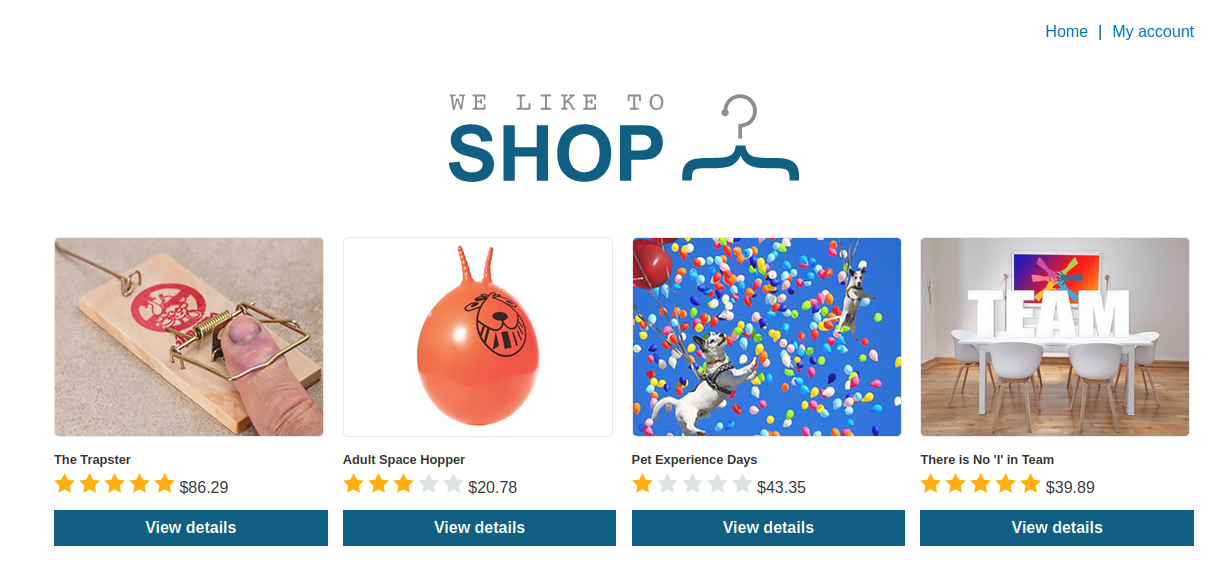 Home | My account
WE LIKE TO
SHOP
TEAM
The Trapster
Adult Space Hopper
Pet Experience Days
There is No 'I' in Team
$86.29
$20.78
$43.35
$39.89
View details
View details
View details
View details